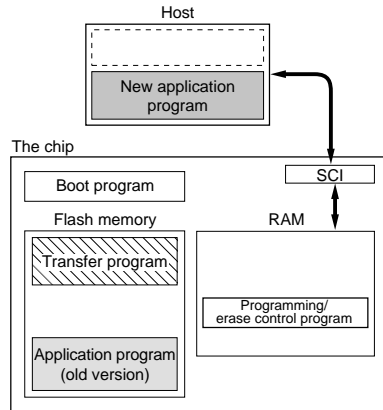 Host
New application
program
The chip
SCI
Boot program
Flash memory
RAM
Transfer program
Programming/
erase control program
Application program
(old version)